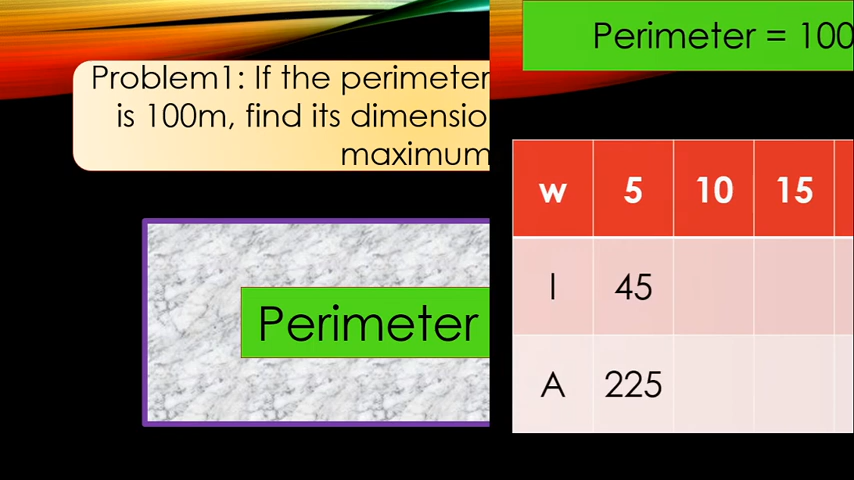 Problem1: If the perimeter
is 100m, find its dimensio
maximum
Perimeter
Perimeter = 100
w 5 10 15
l 45
A 225